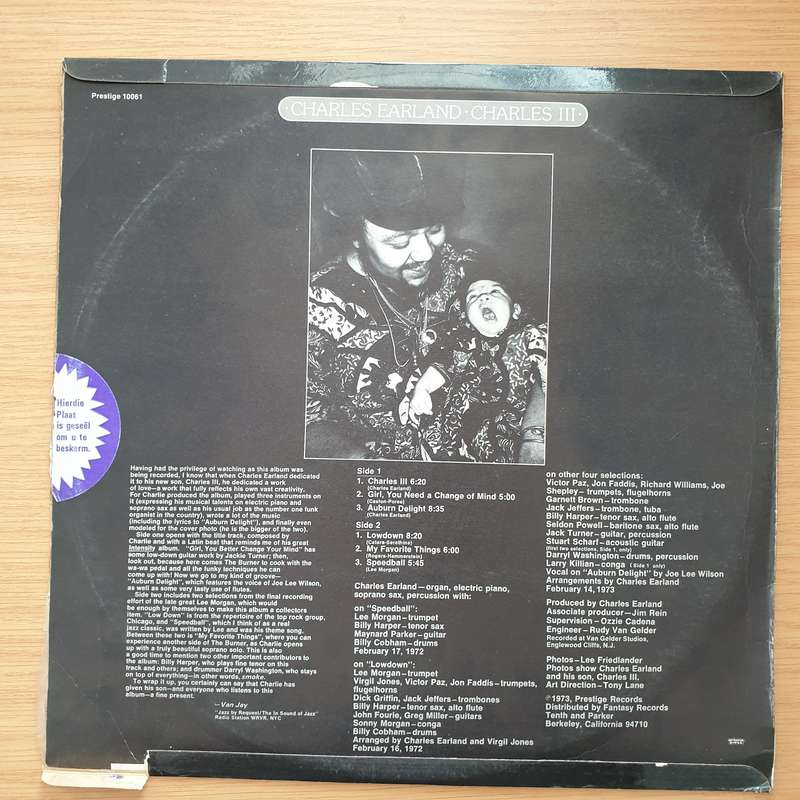 Prestige 10061
·CHARLES EARLAND·CHARLES III·
Hierdie
Plaat
is geseël
om u te
beskerm.
Having had the privilege of watching as this album was
being recorded, I know that when Charles Earland dedicated
it to his new son, Charles III, he dedicated a work
of love—a work that fully reflects his own vast creativity.
For Charlie produced the album, played three instruments on
it (expressing his musical talents on electric piano and
soprano sax as well as his usual job as the number one funk
organist in the country), wrote a lot of the music
(including the lyrics to "Auburn Delight"), and finally even
modeled for the cover photo (he is the bigger of the two).
Side one opens with the title track, composed by
Charlie and with a Latin beat that reminds me of his great
Intensity album. "Girl, You Better Change Your Mind" has
some low-down guitar work by Jackie Turner; then,
look out, because here comes The Burner to cook with the
wa-wa pedal and all the funky techniques he can
come up with! Now we go to my kind of groove—
"Auburn Delight", which features the voice of Joe Lee Wilson,
as well as some very tasty use of flutes.
Side two includes two selections from the final recording
effort of the late great Lee Morgan, which would
be enough by themselves to make this album a collectors
item. "Low Down" is from the repertoire of the top rock group,
Chicago, and "Speedball", which I think of as a real
jazz classic, was written by Lee and was his theme song.
Between these two is "My Favorite Things", where you can
experience another side of The Burner, as Charlie opens
up with a truly beautiful soprano solo. This is also
a good time to mention two other important contributors to
the album: Billy Harper, who plays fine tenor on this
track and others; and drummer Darryl Washington, who stays
on top of everything—in other words, smoke.
To wrap it up, you certainly can say that Charlie has
given his son—and everyone who listens to this
album—a fine present.
—Van Jay
"Jazz by Request/The In Sound of Jazz"
Radio Station WRVR, NYC
Side 1
1. Charles III 6:20
(Charles Earland)
2. Girl, You Need a Change of Mind 5:00
(Caston-Poree)
3. Auburn Delight 8:35
(Charles Earland)
Side 2
1. Lowdown 8:20
(Cetera-Seraphine)
2. My Favorite Things 6:00
(Rogers-Hammerstein)
3. Speedball 5:45
(Lee Morgan)
Charles Earland—organ, electric piano,
soprano sax, percussion with:
on "Speedball":
Lee Morgan—trumpet
Billy Harper—tenor sax
Maynard Parker—guitar
Billy Cobham—drums
February 17, 1972
on "Lowdown":
Lee Morgan—trumpet
Virgil Jones, Victor Paz, Jon Faddis—trumpets,
flugelhorns
Dick Griffin, Jack Jeffers—trombones
Billy Harper—tenor sax, alto flute
John Fourie, Greg Miller—guitars
Sonny Morgan—conga
Billy Cobham—drums
Arranged by Charles Earland and Virgil Jones
February 16, 1972
on other four selections:
Victor Paz, Jon Faddis, Richard Williams, Joe
Shepley—trumpets, flugelhorns
Garnett Brown—trombone
Jack Jeffers—trombone, tuba
Billy Harper—tenor sax, alto flute
Seldon Powell—baritone sax, alto flute
Jack Turner—guitar, percussion
Stuart Scharf—acoustic guitar
(first two selections, Side 1, only)
Darryl Washington—drums, percussion
Larry Killian—conga (Side 1 only)
Vocal on "Auburn Delight" by Joe Lee Wilson
Arrangements by Charles Earland
February 14, 1973
Produced by Charles Earland
Associate producer—Jim Rein
Supervision—Ozzie Cadena
Engineer—Rudy Van Gelder
Recorded at Van Gelder Studios,
Englewood Cliffs, N.J.
Photos—Lee Friedlander
Photos show Charles Earland
and his son, Charles III.
Art Direction—Tony Lane
℗1973, Prestige Records
Distributed by Fantasy Records
Tenth and Parker
Berkeley, California 94710